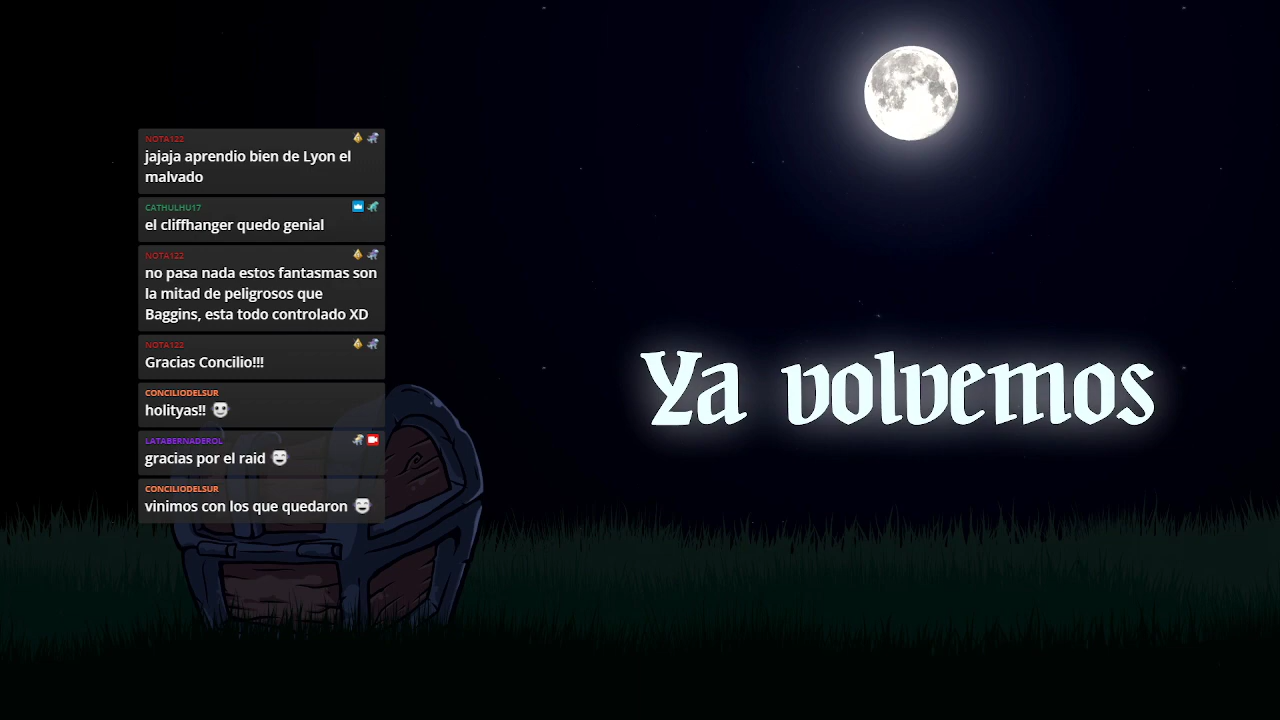 NOTA122
jajaja aprendio bien de Lyon el
malvado
CATHULHU17
el cliffhanger quedo genial
NOTA122
no pasa nada estos fantasmas son
la mitad de peligrosos que
Baggins, esta todo controlado XD
NOTA122
Gracias Concilio!!!
CONCILIODELSUR
holityas!!
LATABERNADEROL
gracias por el raid
CONCILIODELSUR
vinimos con los que quedaron
Ya volvemos